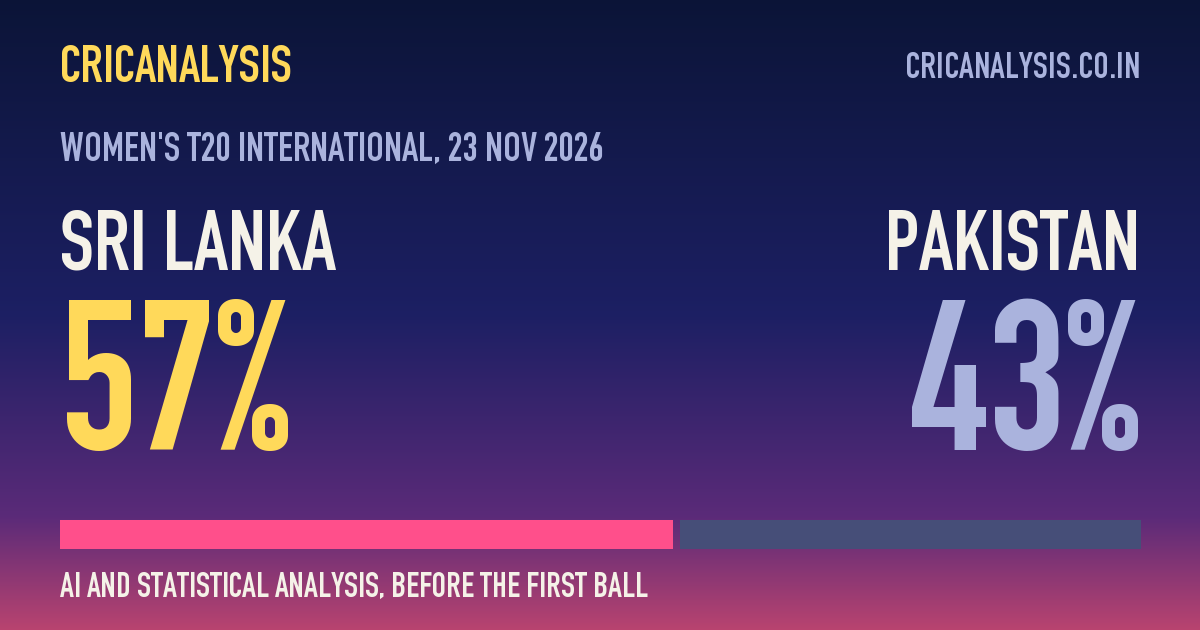 CRICANALYSIS
CRICANALYSIS.CO.IN
WOMEN'S T20 INTERNATIONAL, 23 NOV 2026
SRI LANKA
PAKISTAN
57%
43%
AI AND STATISTICAL ANALYSIS, BEFORE THE FIRST BALL